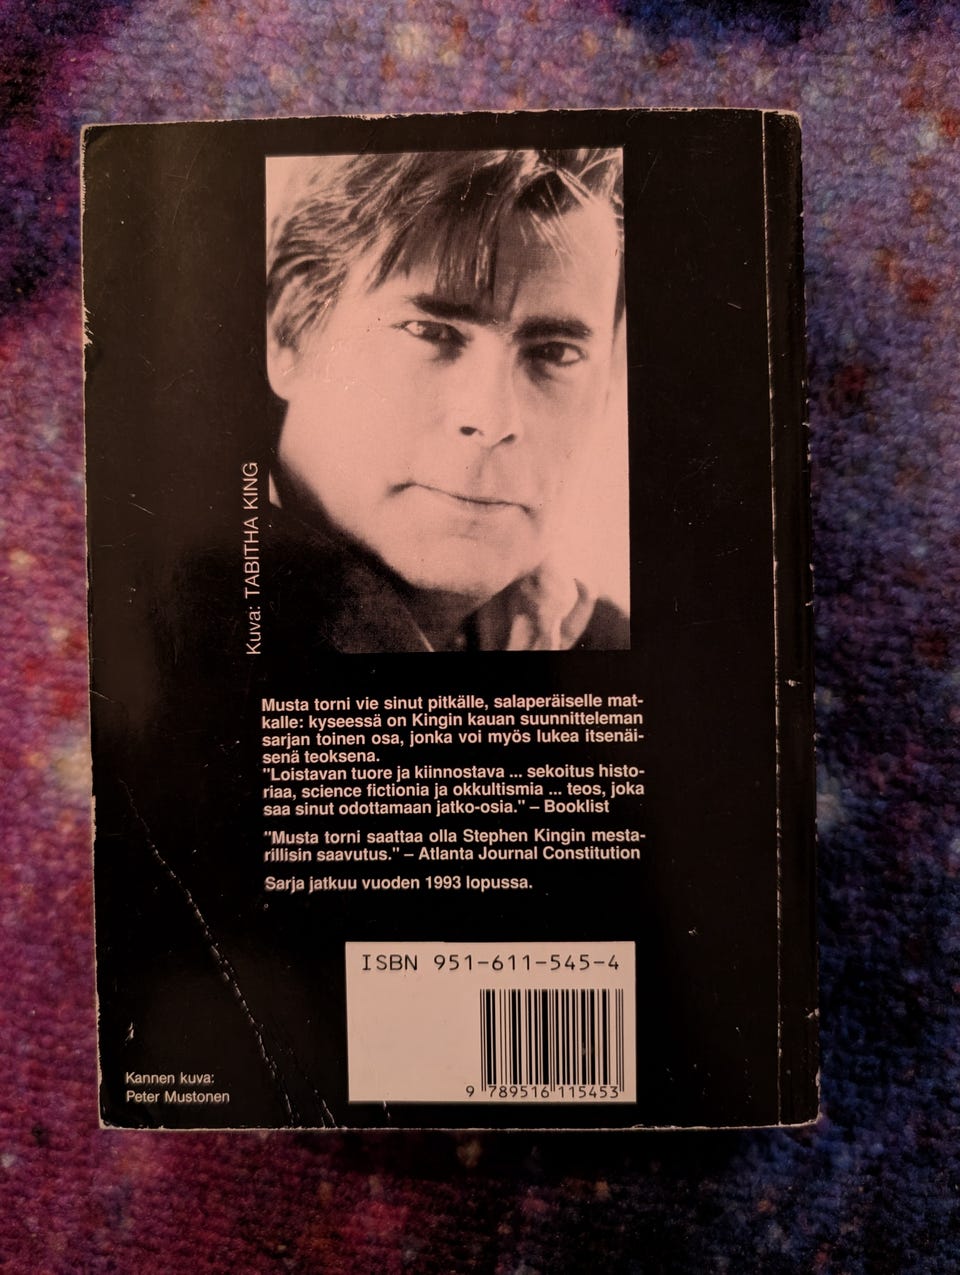 Kuva: TABITHA KING
Musta torni vie sinut pitkälle, salaperäiselle mat-
kalle: kyseessä on Kingin kauan suunnitteleman
sarjan toinen osa, jonka voi myös lukea itsenäi-
senä teoksena.
"Loistavan tuore ja kiinnostava ... sekoitus histo-
riaa, science fictionia ja okkultismia ... teos, joka
saa sinut odottamaan jatko-osia." – Booklist
"Musta torni saattaa olla Stephen Kingin mesta-
rillisin saavutus." – Atlanta Journal Constitution
Sarja jatkuu vuoden 1993 lopussa.
ISBN 951-611-545-4
9 789516 115453
Kannen kuva:
Peter Mustonen